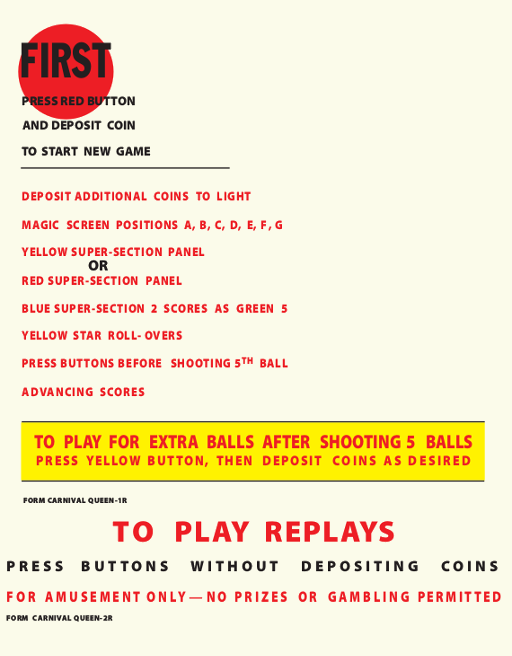 FIRST
PRESS RED BUTTON
AND DEPOSIT COIN
TO START NEW GAME
DEPOSIT ADDITIONAL COINS TO LIGHT
MAGIC SCREEN POSITIONS A, B, C, D, E, F, G
YELLOW SUPER-SECTION PANEL
OR
RED SUPER-SECTION PANEL
BLUE SUPER-SECTION 2 SCORES AS GREEN 5
YELLOW STAR ROLL-OVERS
PRESS BUTTONS BEFORE SHOOTING 5TH BALL
ADVANCING SCORES
TO PLAY FOR EXTRA BALLS AFTER SHOOTING 5 BALLS
PRESS YELLOW BUTTON, THEN DEPOSIT COINS AS DESIRED
FORM CARNIVAL QUEEN-1R
TO PLAY REPLAYS
PRESS BUTTONS WITHOUT DEPOSITING COINS
FOR AMUSEMENT ONLY—NO PRIZES OR GAMBLING PERMITTED
FORM CARNIVAL QUEEN-2R